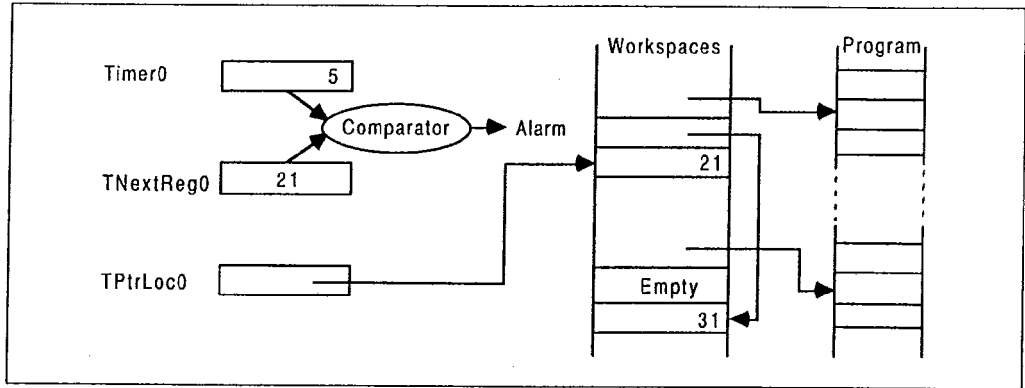 Workspaces
Program
Timer0
5
Comparator
Alarm
TNextReg0
21
21
TPtrLoc0
Empty
31